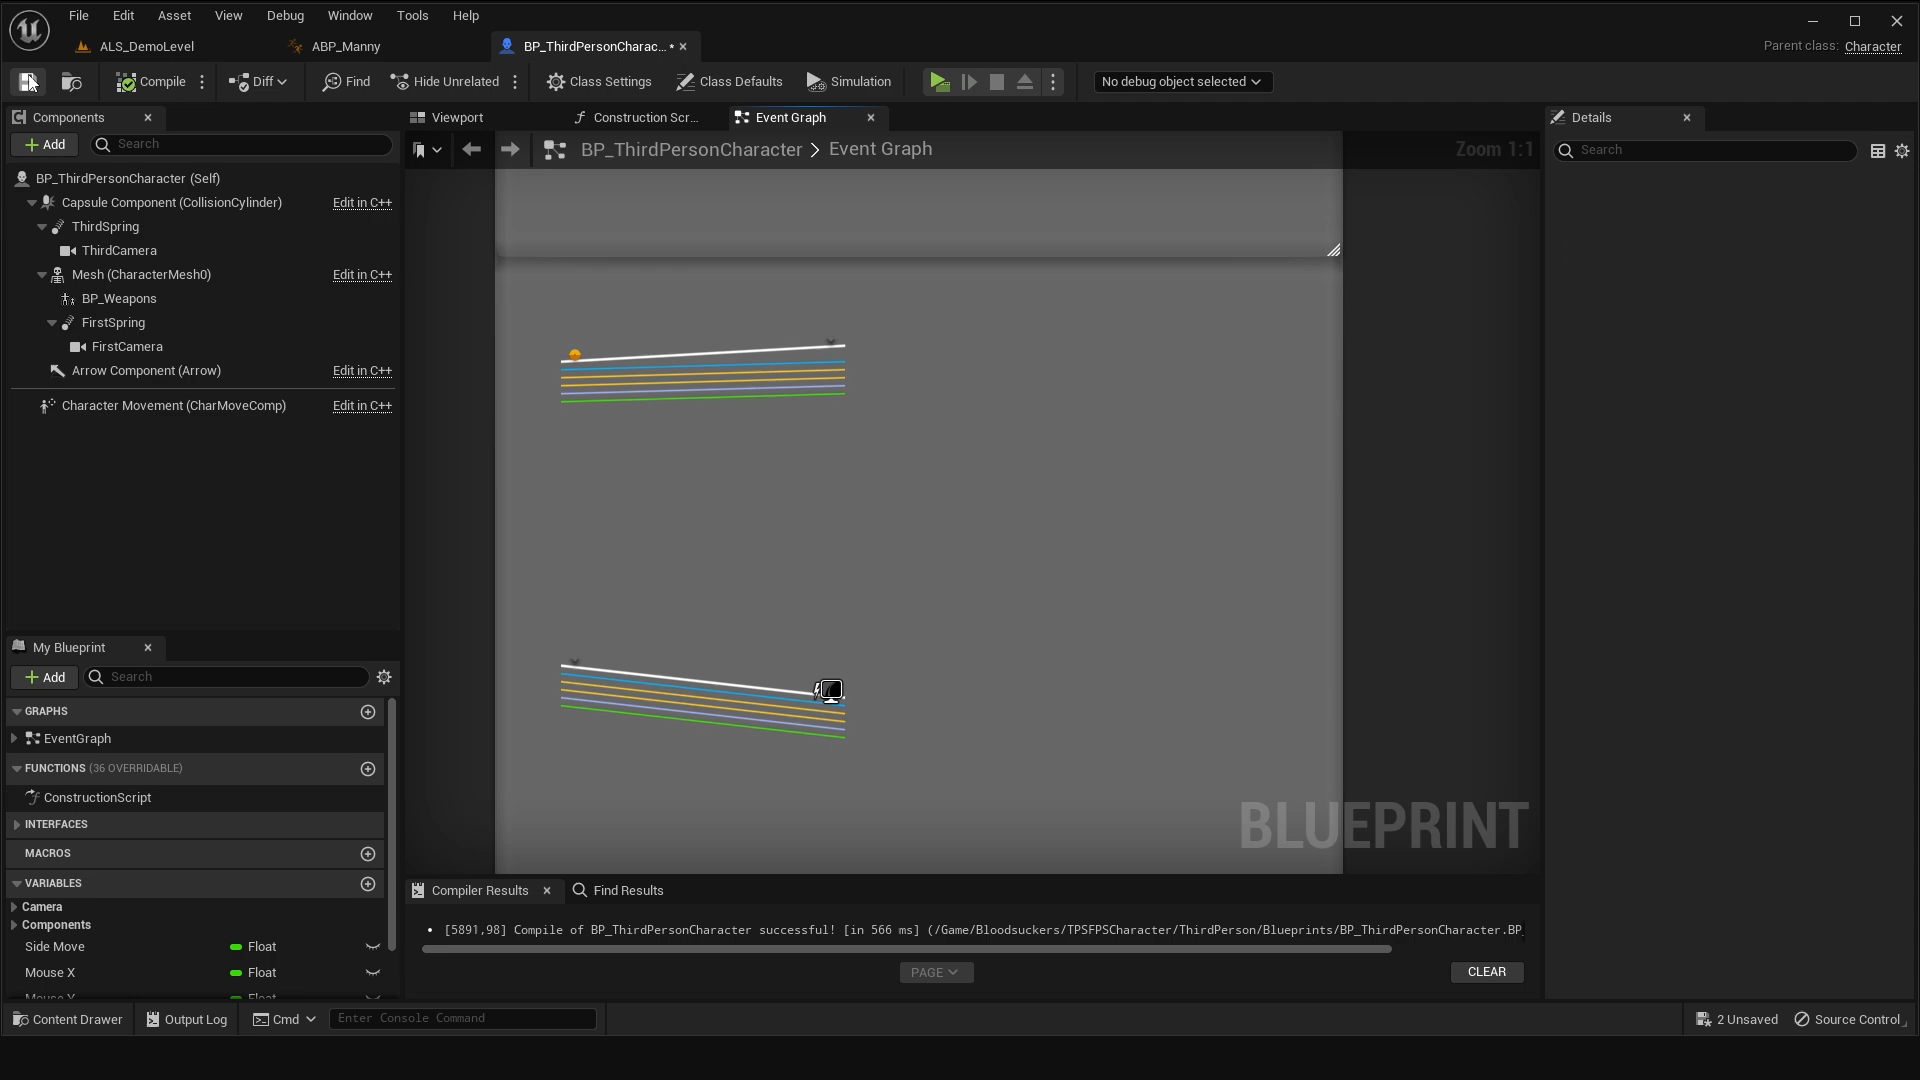 File Edit Asset View Debug Window Tools Help
ALS_DemoLevel ABP_Manny BP_ThirdPersonCharac... *
Parent class: Character
Compile Diff Find Hide Unrelated Class Settings Class Defaults Simulation No debug object selected
Components
Add Search
BP_ThirdPersonCharacter (Self)
Capsule Component (CollisionCylinder) Edit in C++
ThirdSpring
ThirdCamera
Mesh (CharacterMesh0) Edit in C++
BP_Weapons
FirstSpring
FirstCamera
Arrow Component (Arrow) Edit in C++
Character Movement (CharMoveComp) Edit in C++
My Blueprint
Add Search
GRAPHS
EventGraph
FUNCTIONS (36 OVERRIDABLE)
ConstructionScript
INTERFACES
MACROS
VARIABLES
Camera
Components
Side Move Float
Mouse X Float
Mouse Y Float
Viewport Construction Scr... Event Graph
BP_ThirdPersonCharacter > Event Graph Zoom 1:1
BLUEPRINT
Compiler Results Find Results
[5891,98] Compile of BP_ThirdPersonCharacter successful! [in 566 ms] (/Game/Bloodsuckers/TPSFPSCharacter/ThirdPerson/Blueprints/BP_ThirdPersonCharacter.BP_
PAGE CLEAR
Details
Search
Content Drawer Output Log Cmd Enter Console Command 2 Unsaved Source Control